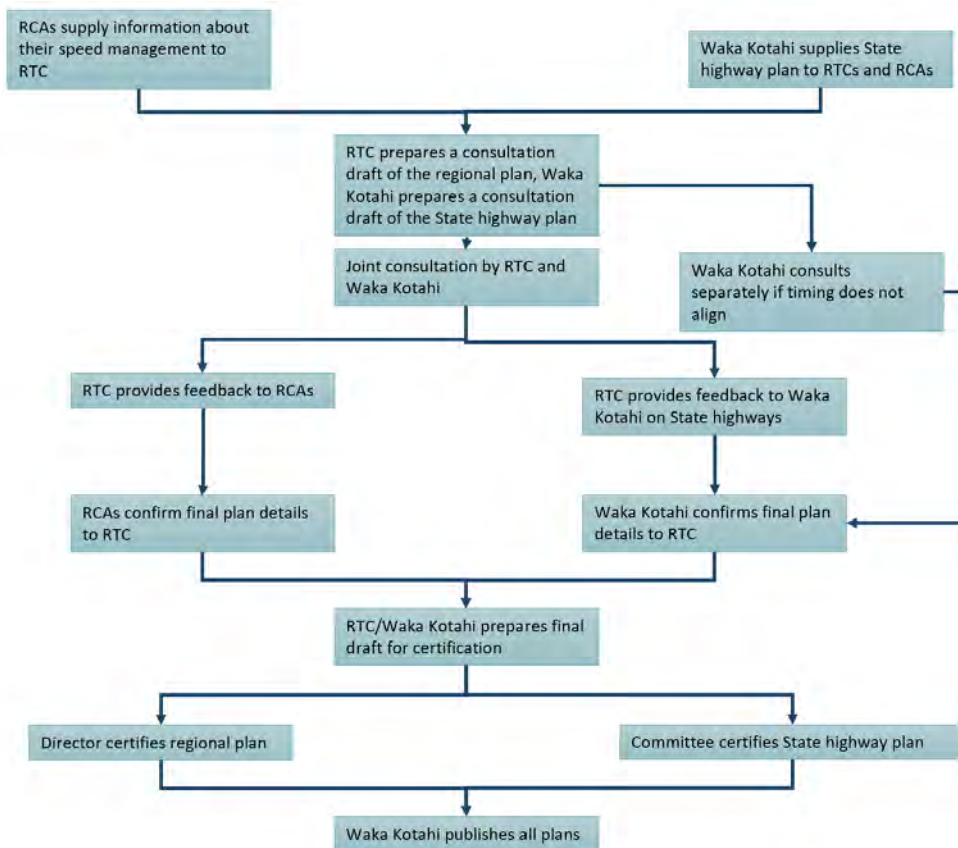 RCAs supply information about
their speed management to
RTC
Waka Kotahi supplies State
highway plan to RTCs and RCAs
RTC prepares a consultation
draft of the regional plan, Waka
Kotahi prepares a consultation
draft of the State highway plan
Joint consultation by RTC and
Waka Kotahi
Waka Kotahi consults
separately if timing does not
align
RTC provides feedback to RCAs
RTC provides feedback to Waka
Kotahi on State highways
RCAs confirm final plan details
to RTC
Waka Kotahi confirms final plan
details to RTC
RTC/Waka Kotahi prepares final
draft for certification
Director certifies regional plan
Committee certifies State highway plan
Waka Kotahi publishes all plans